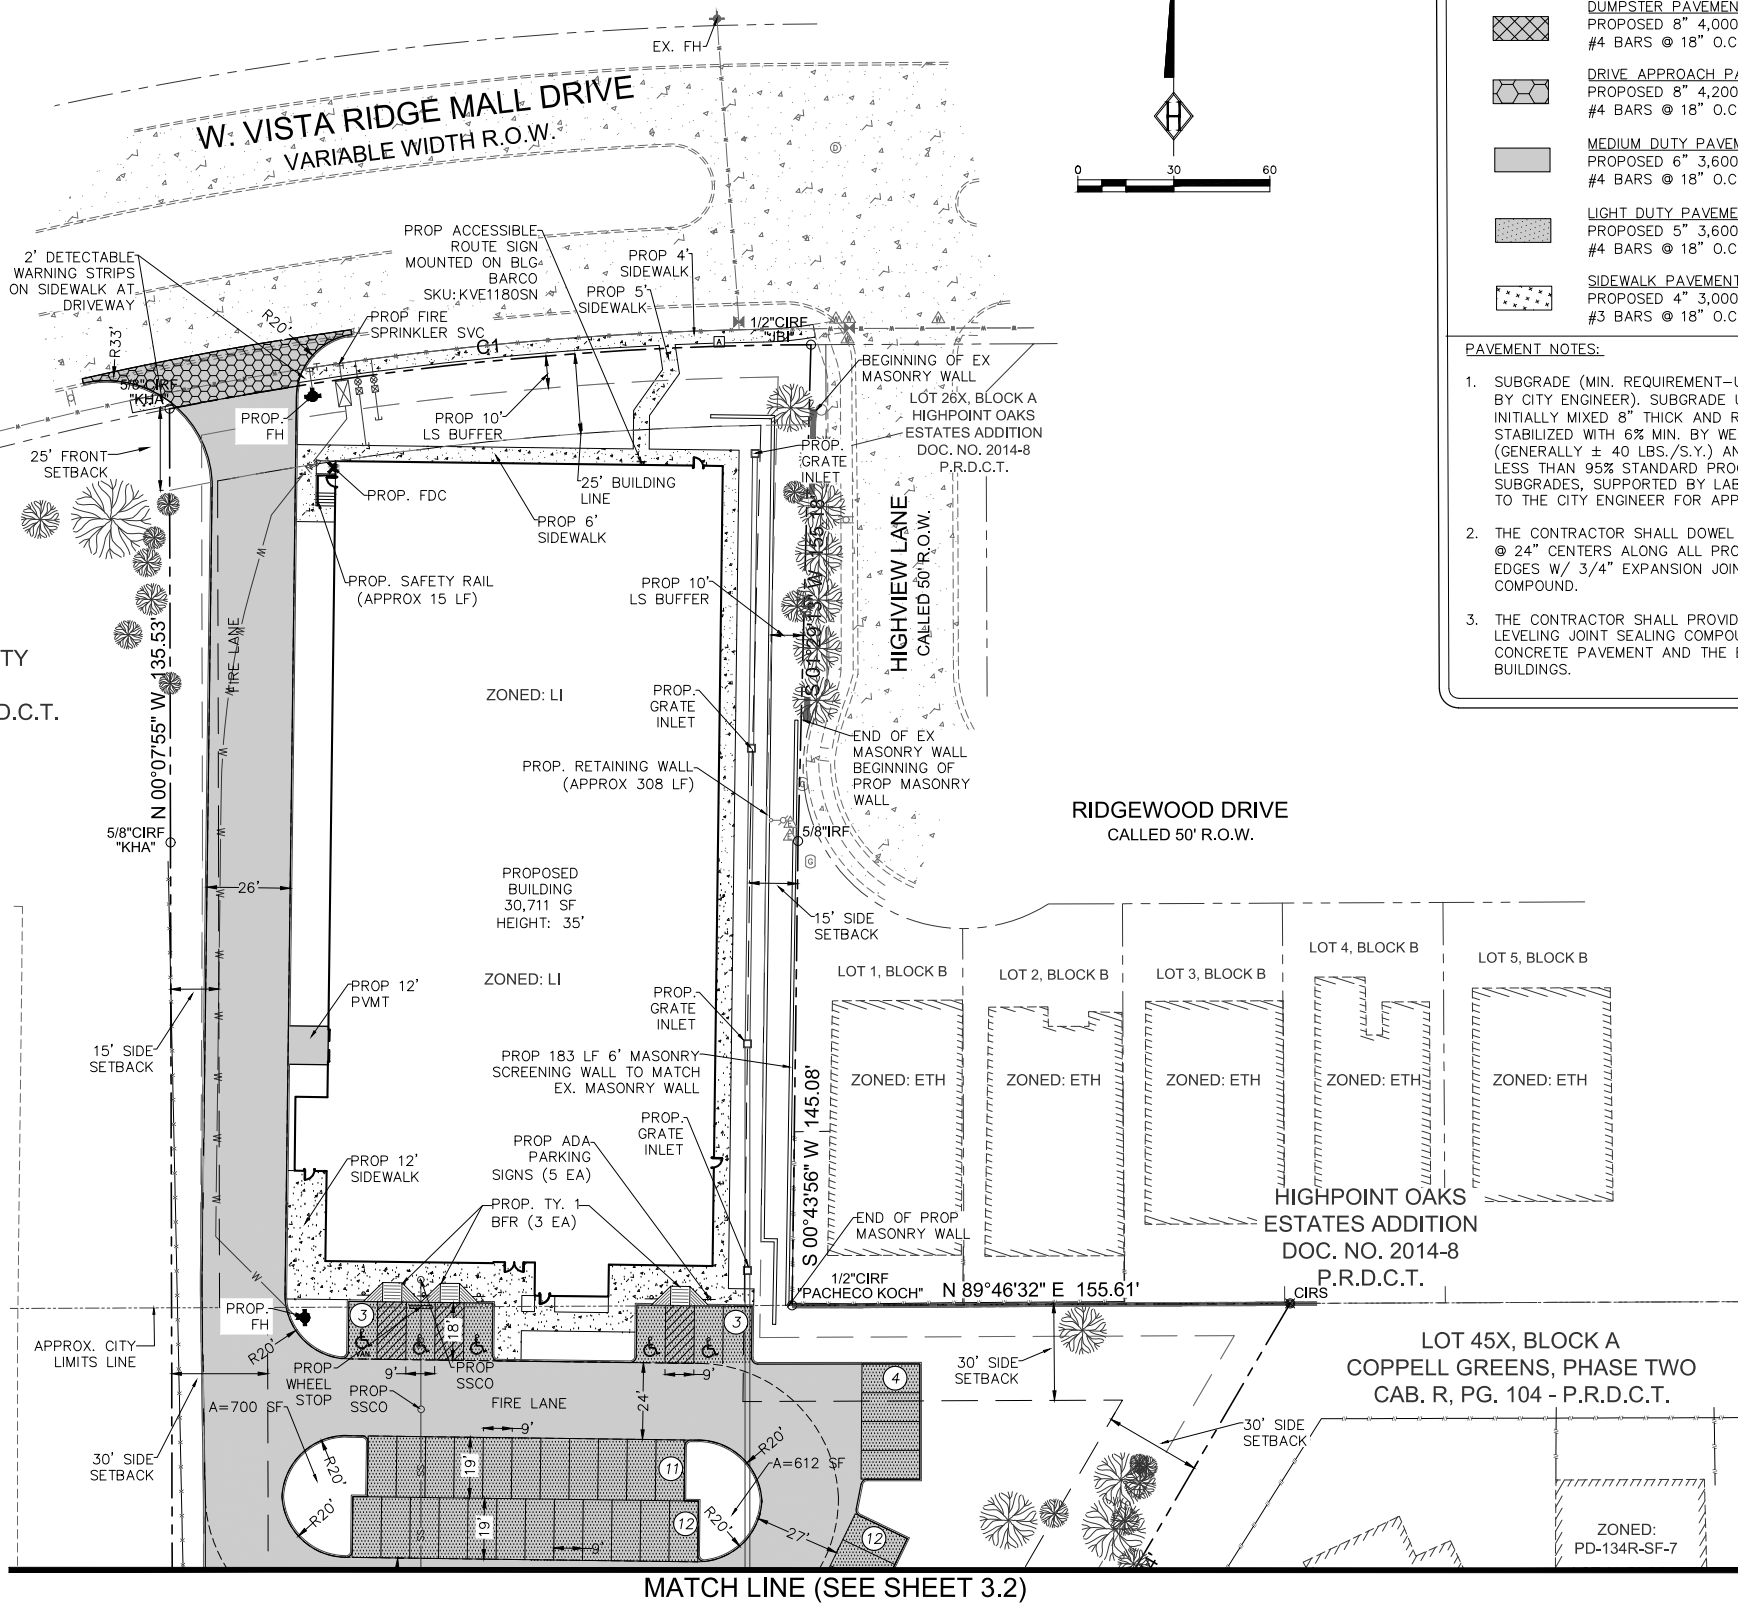 EX. FH
W. VISTA RIDGE MALL DRIVE
VARIABLE WIDTH R.O.W.
H
0 30 60
DUMPSTER PAVEMEN
PROPOSED 8" 4,000
#4 BARS @ 18" O.C
DRIVE APPROACH PA
PROPOSED 8" 4,200
#4 BARS @ 18" O.C
MEDIUM DUTY PAVEM
PROPOSED 6" 3,600
#4 BARS @ 18" O.C
LIGHT DUTY PAVEME
PROPOSED 5" 3,600
#4 BARS @ 18" O.C
SIDEWALK PAVEMENT
PROPOSED 4" 3,000
#3 BARS @ 18" O.C
PAVEMENT NOTES:
1. SUBGRADE (MIN. REQUIREMENT-U
BY CITY ENGINEER). SUBGRADE U
INITIALLY MIXED 8" THICK AND R
STABILIZED WITH 6% MIN. BY WE
(GENERALLY ± 40 LBS./S.Y.) AN
LESS THAN 95% STANDARD PROC
SUBGRADES, SUPPORTED BY LAB
TO THE CITY ENGINEER FOR APP
2. THE CONTRACTOR SHALL DOWEL
@ 24" CENTERS ALONG ALL PRO
EDGES W/ 3/4" EXPANSION JOIN
COMPOUND.
3. THE CONTRACTOR SHALL PROVID
LEVELING JOINT SEALING COMPOU
CONCRETE PAVEMENT AND THE E
BUILDINGS.
2' DETECTABLE
WARNING STRIPS
ON SIDEWALK AT
DRIVEWAY
R33'
R20'
PROP FIRE
SPRINKLER SVC
PROP ACCESSIBLE
ROUTE SIGN
MOUNTED ON BLG
BARCO
SKU:KVE1180SN
PROP 4'
SIDEWALK
PROP 5'
SIDEWALK
C1
A
1/2"CIRF
"JBI"
BEGINNING OF EX
MASONRY WALL
LOT 26X, BLOCK A
HIGHPOINT OAKS
ESTATES ADDITION
DOC. NO. 2014-8
P.R.D.C.T.
5/8"CIRF
"KHA"
PROP.
FH
PROP 10'
LS BUFFER
25' FRONT
SETBACK
PROP. FDC
25' BUILDING
LINE
PROP.
GRATE
INLET
PROP 6'
SIDEWALK
PROP. SAFETY RAIL
(APPROX 15 LF)
PROP 10'
LS BUFFER
S 01°29'13" W 155.18'
HIGHVIEW LANE
CALLED 50' R.O.W.
N 00°07'55" W 135.53'
FIRE LANE
TY
D.C.T.
ZONED: LI
PROP.
GRATE
INLET
END OF EX
MASONRY WALL
BEGINNING OF
PROP MASONRY
WALL
PROP. RETAINING WALL
(APPROX 308 LF)
RIDGEWOOD DRIVE
CALLED 50' R.O.W.
5/8"CIRF
"KHA"
5/8"IRF
26'
PROPOSED
BUILDING
30,711 SF
HEIGHT: 35'
15' SIDE
SETBACK
ZONED: LI
PROP 12'
PVMT
PROP.
GRATE
INLET
LOT 1, BLOCK B
LOT 2, BLOCK B
LOT 3, BLOCK B
LOT 4, BLOCK B
LOT 5, BLOCK B
15' SIDE
SETBACK
PROP 183 LF 6' MASONRY
SCREENING WALL TO MATCH
EX. MASONRY WALL
ZONED: ETH
ZONED: ETH
ZONED: ETH
ZONED: ETH
ZONED: ETH
S 00°43'56" W 145.08'
PROP.
GRATE
INLET
PROP ADA
PARKING
SIGNS (5 EA)
PROP 12'
SIDEWALK
PROP. TY. 1
BFR (3 EA)
END OF PROP
MASONRY WALL
HIGHPOINT OAKS
ESTATES ADDITION
DOC. NO. 2014-8
P.R.D.C.T.
1/2"CIRF
"PACHECO KOCH"
N 89°46'32" E 155.61'
CIRS
PROP.
FH
APPROX. CITY
LIMITS LINE
3
18'
3
R20'
VAN
PROP
WHEEL
STOP
PROP
SSCO
9'
PROP
SSCO
9'
24'
4
30' SIDE
SETBACK
LOT 45X, BLOCK A
COPPELL GREENS, PHASE TWO
CAB. R, PG. 104 - P.R.D.C.T.
A=700 SF
FIRE LANE
9'
30' SIDE
SETBACK
30' SIDE
SETBACK
R20'
R20'
19'
11
R20'
A=612 SF
R20'
19'
9'
12
27'
12
ZONED:
PD-134R-SF-7
MATCH LINE (SEE SHEET 3.2)